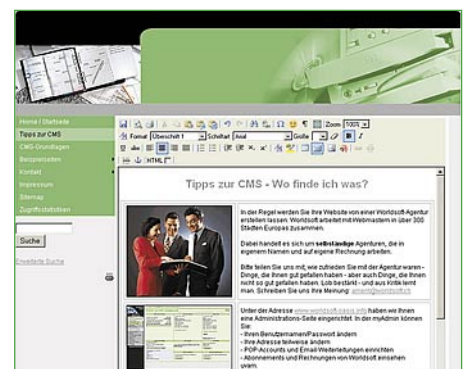 Home / Startseite
Tipps zur CMS
CMS-Grundlagen
Beispielseiten
Kontakt
Impressum
Sitemap
Zugriffsstatistiken
Suche
Erweiterte Suche
Zoom 100%
Format Überschrift 1 Schriftart Arial Größe
HTML
Tipps zur CMS - Wo finde ich was?
In der Regel werden Sie Ihre Website von einer Worldsoft-Agentur
erstellen lassen. Worldsoft arbeitet mit Webmastern in über 300
Städten Europas zusammen.
Dabei handelt es sich um selbständige Agenturen, die in
eigenem Namen und auf eigene Rechnung arbeiten.
Bitte teilen Sie uns mit, wie zufrieden Sie mit der Agentur waren -
Dinge, die Ihnen gut gefallen haben - aber auch Dinge, die Ihnen
nicht so gut gefallen haben. Lob bestärkt - und aus Kritik lernt
man. Schreiben Sie uns Ihre Meinung:
Unter der Adresse www.worldsoft-oasis.info haben wir Ihnen
eine Administrations-Seite eingerichtet. In der myAdmin können
Sie:
- Ihren Benutzernamen/Passwort ändern
- Ihre Adresse teilweise ändern
- POP-Accounts und Email-Weiterleitungen einrichten
- Abonnements und Rechnungen von Worldsoft einsehen
uvam.